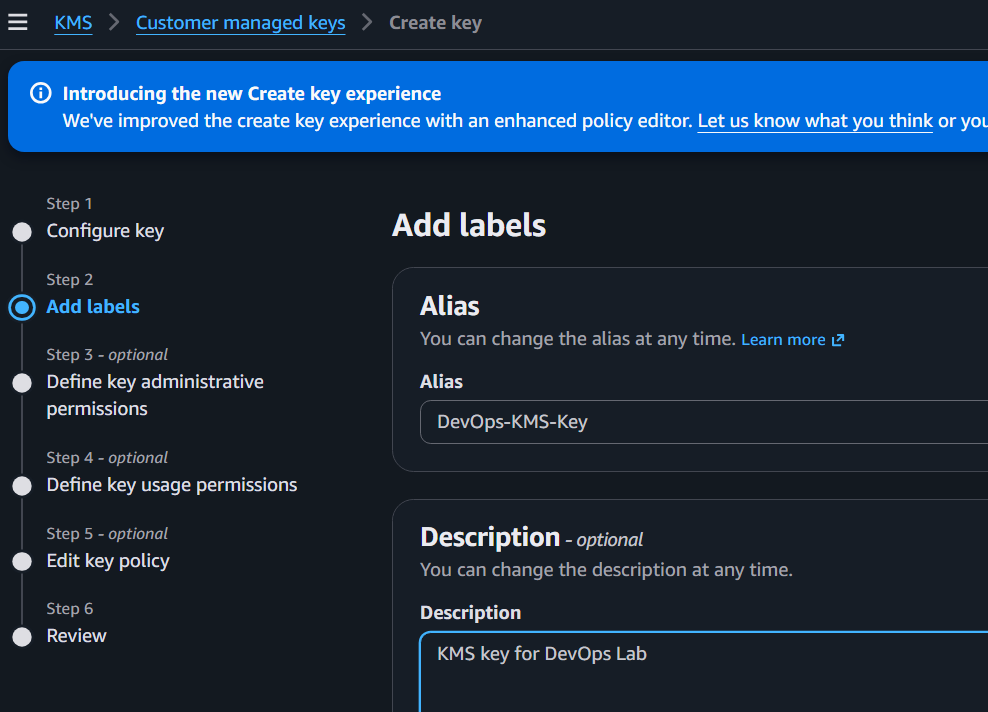 KMS > Customer managed keys > Create key
Introducing the new Create key experience
We've improved the create key experience with an enhanced policy editor. Let us know what you think or you
Step 1
Configure key
Step 2
Add labels
Step 3 - optional
Define key administrative
permissions
Step 4 - optional
Define key usage permissions
Step 5 - optional
Edit key policy
Step 6
Review
Add labels
Alias
You can change the alias at any time. Learn more
Alias
DevOps-KMS-Key
Description - optional
You can change the description at any time.
Description
KMS key for DevOps Lab